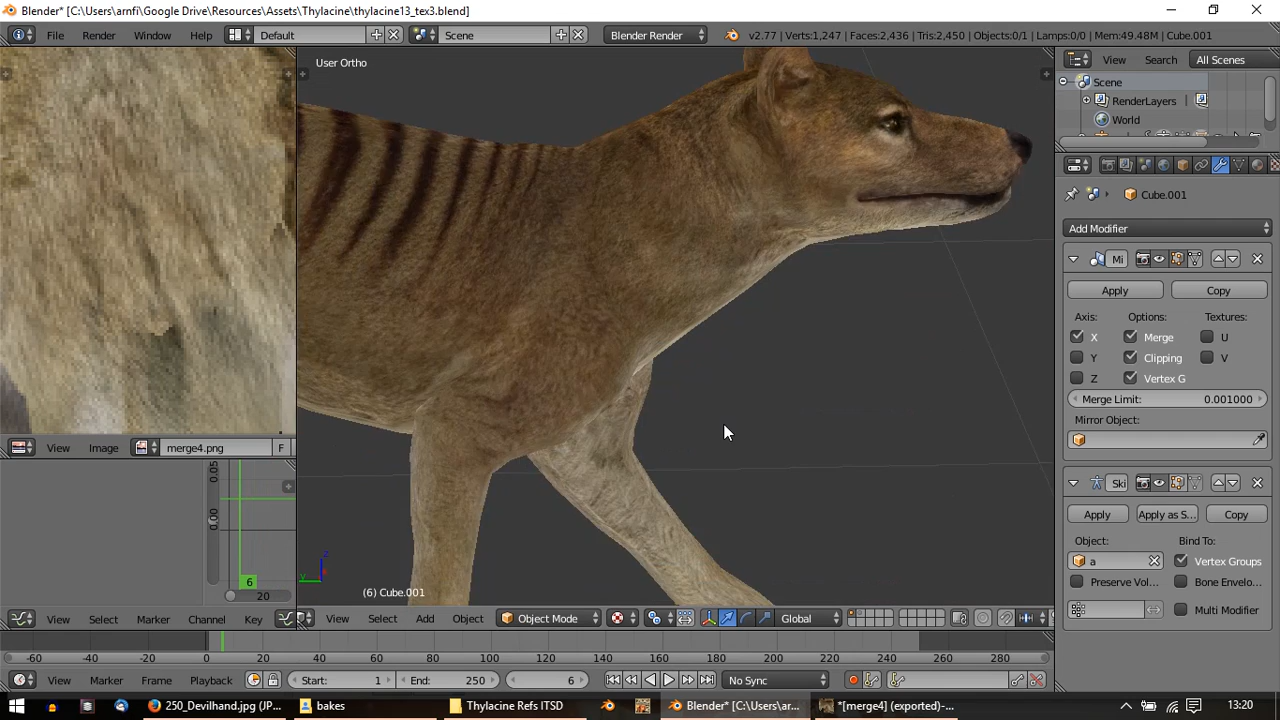 Blender* [C:\Users\arnfi\Google Drive\Resources\Assets\Thylacine\thylacine13_tex3.blend]
File Render Window Help Default Scene Blender Render v2.77 | Verts:1,247 | Faces:2,436 | Tris:2,450 | Objects:0/1 | Lamps:0/0 | Mem:49.48M | Cube.001
User Ortho
View Search All Scenes
Scene
RenderLayers
World
Cube.001
Add Modifier
Mi
Apply Copy
Axis: Options: Textures:
X Merge U
Y Clipping V
Z Vertex G
Merge Limit: 0.001000
Mirror Object:
Ski
Apply Apply as S... Copy
Object: Bind To:
a Vertex Groups
Preserve Vol... Bone Envelo...
Multi Modifier
View Image merge4.png F
0.05
0.00
6
20
z
y
(6) Cube.001
View Select Marker Channel Key
View Select Add Object Object Mode Global
-60 -40 -20 0 20 40 60 80 100 120 140 160 180 200 220 240 260 280
View Marker Frame Playback Start: 1 End: 250 6 No Sync
250_Devilhand.jpg (JP... bakes Thylacine Refs ITSD Blender* [C:\Users\ar... *[merge4] (exported)-... 13:20